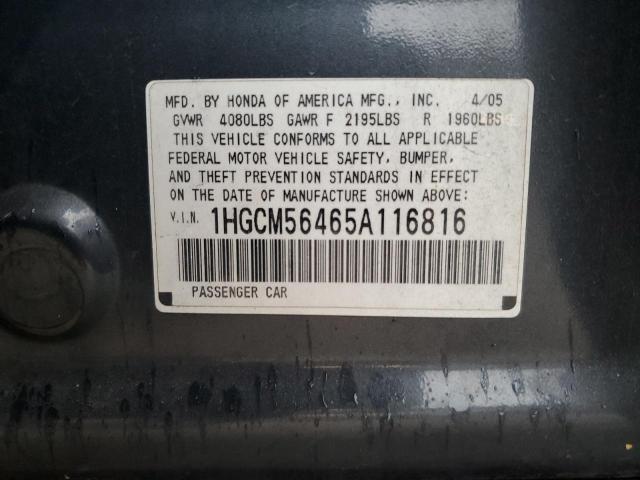 MFD. BY HONDA OF AMERICA MFG., INC. 4/05
GVWR 4080LBS GAWR F 2195LBS R 1960LBS
THIS VEHICLE CONFORMS TO ALL APPLICABLE
FEDERAL MOTOR VEHICLE SAFETY, BUMPER,
AND THEFT PREVENTION STANDARDS IN EFFECT
ON THE DATE OF MANUFACTURE SHOWN ABOVE:
V.I.N. 1HGCM56465A116816
PASSENGER CAR